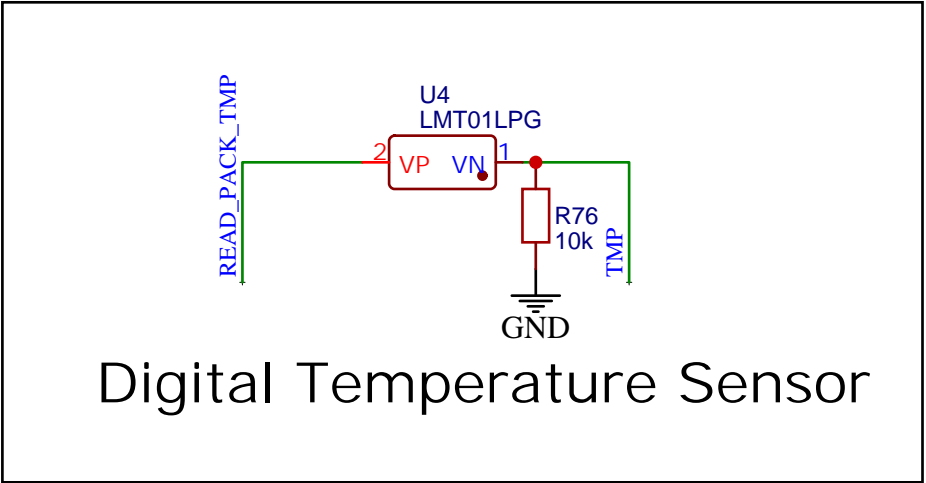 READ_PACK_TMP
U4
LMT01LPG
2
VP
VN
1
R76
10k
TMP
GND
Digital Temperature Sensor